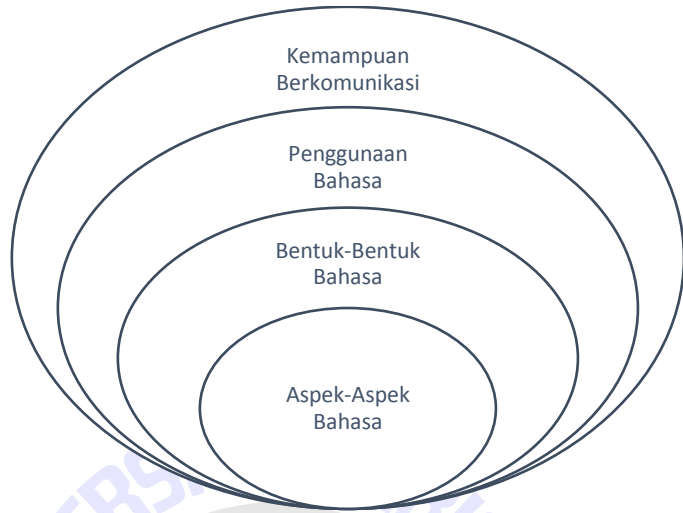 Kemampuan
Berkomunikasi
Penggunaan
Bahasa
Bentuk-Bentuk
Bahasa
Aspek-Aspek
Bahasa